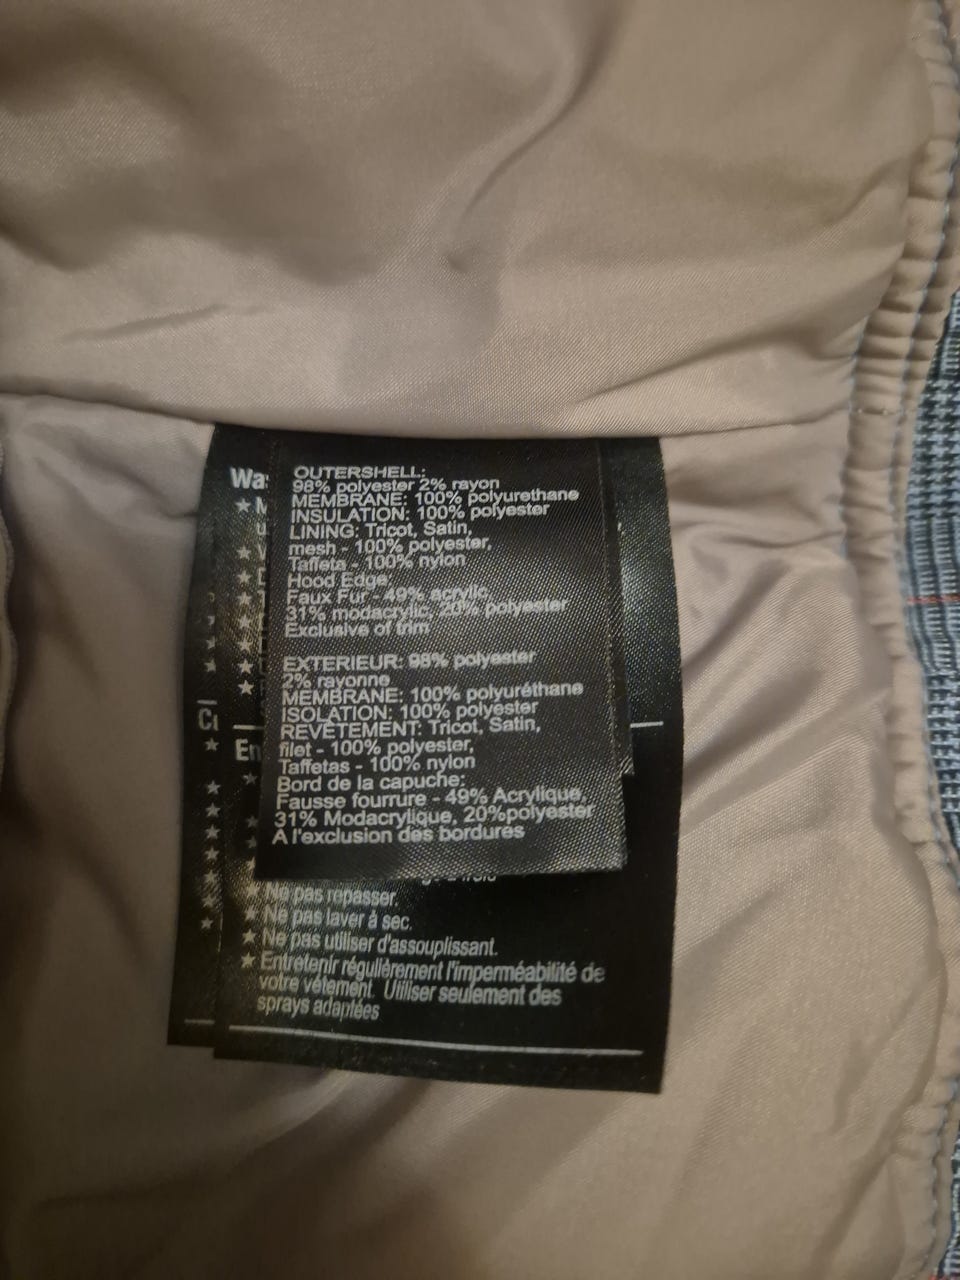 OUTERSHELL:
98% polyester 2% rayon
MEMBRANE: 100% polyurethane
INSULATION: 100% polyester
LINING: Tricot, Satin,
mesh - 100% polyester,
Taffeta - 100% nylon
Hood Edge:
Faux Fur - 49% acrylic,
31% modacrylic, 20% polyester
Exclusive of trim
EXTERIEUR: 98% polyester
2% rayonne
MEMBRANE: 100% polyuréthane
ISOLATION: 100% polyester
REVÊTEMENT: Tricot, Satin,
filet - 100% polyester,
Taffetas - 100% nylon
Bord de la capuche:
Fausse fourrure - 49% Acrylique,
31% Modacrylique, 20%polyester
A l'exclusion des bordures
★ Ne pas repasser.
★ Ne pas laver à sec.
★ Ne pas utiliser d'assouplissant.
★ Entretenir régulièrement l'imperméabilité de
votre vêtement. Utiliser seulement des
sprays adaptées